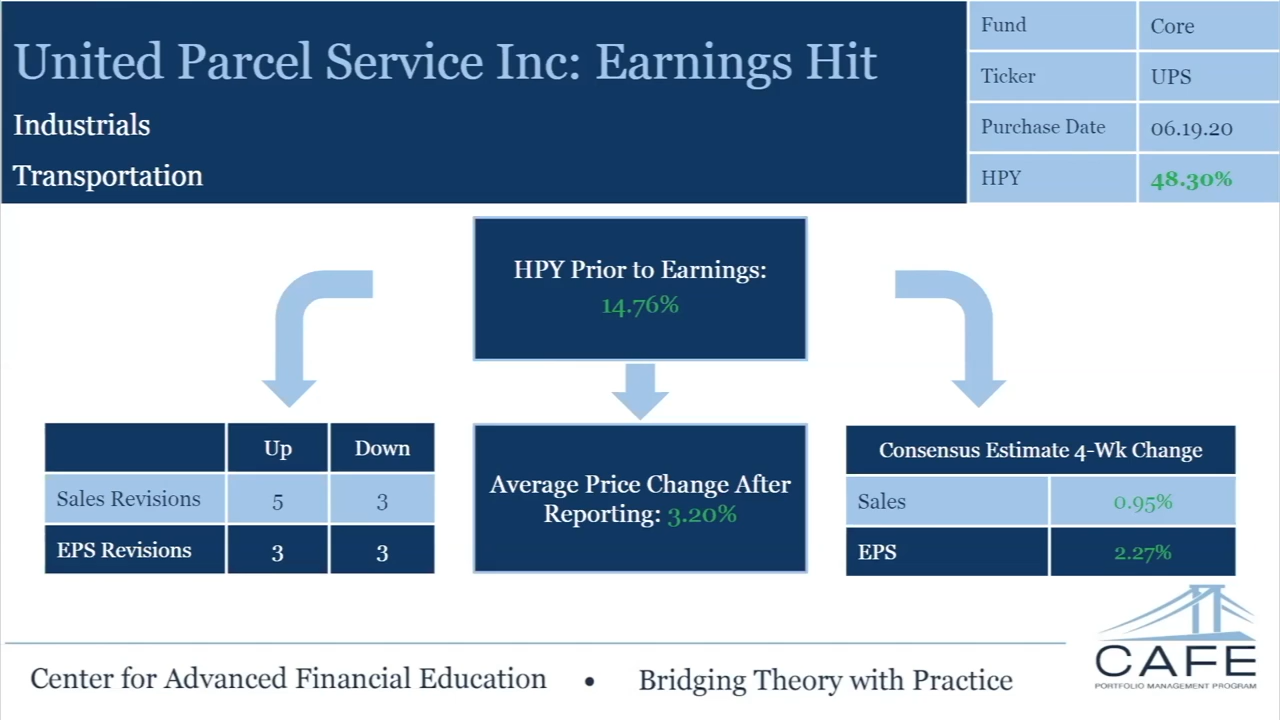 United Parcel Service Inc: Earnings Hit
Industrials
Transportation
Fund Core
Ticker UPS
Purchase Date 06.19.20
HPY 48.30%
HPY Prior to Earnings:
14.76%
Up Down
Sales Revisions 5 3
EPS Revisions 3 3
Average Price Change After
Reporting: 3.20%
Consensus Estimate 4-Wk Change
Sales 0.95%
EPS 2.27%
Center for Advanced Financial Education • Bridging Theory with Practice
CAFE
PORTFOLIO MANAGEMENT PROGRAM